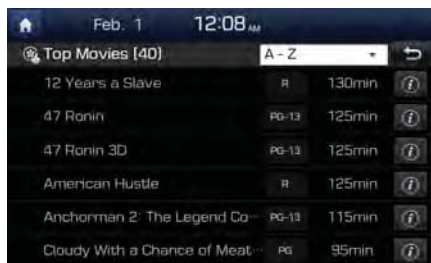 Feb. 1 12:08 AM
Top Movies (40) A - Z
12 Years a Slave R 130min
47 Ronin PG-13 125min
47 Ronin 3D PG-13 125min
American Hustle R 125min
Anchorman 2: The Legend Co... PG-13 115min
Cloudy With a Chance of Meat... PG 95min